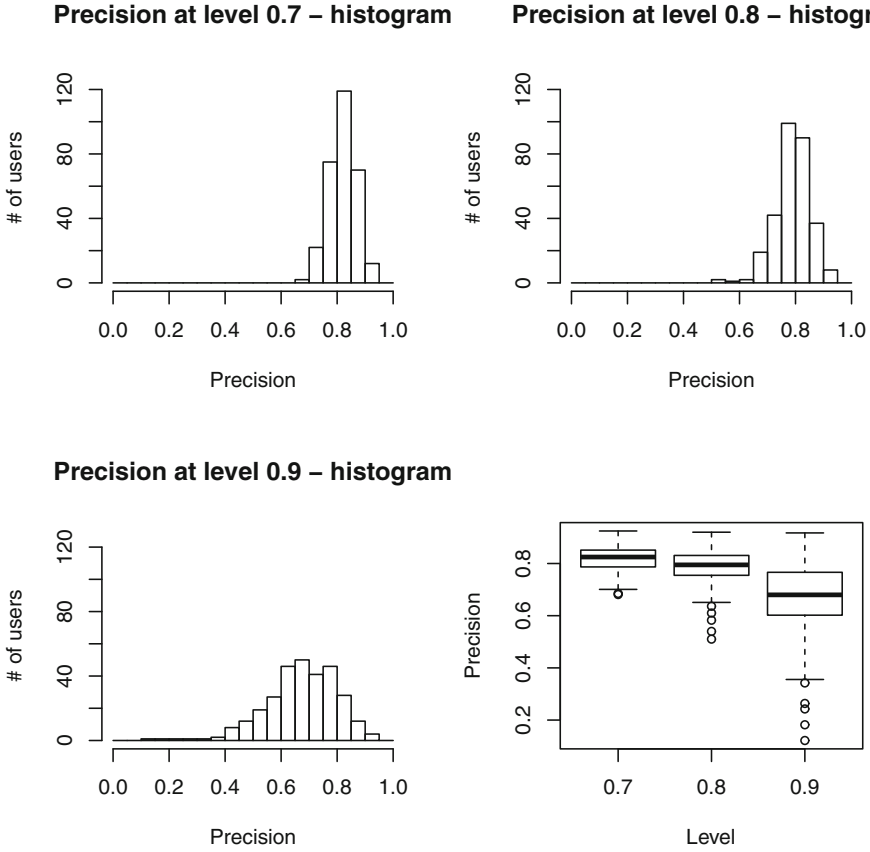 Precision at level 0.7 – histogram
120
80
40
0
# of users
0.0 0.2 0.4 0.6 0.8 1.0
Precision
Precision at level 0.8 – histogr
120
80
40
0
# of users
0.0 0.2 0.4 0.6 0.8 1.0
Precision
Precision at level 0.9 – histogram
120
80
40
0
# of users
0.0 0.2 0.4 0.6 0.8 1.0
Precision
0.8
0.6
0.4
0.2
Precision
0.7 0.8 0.9
Level